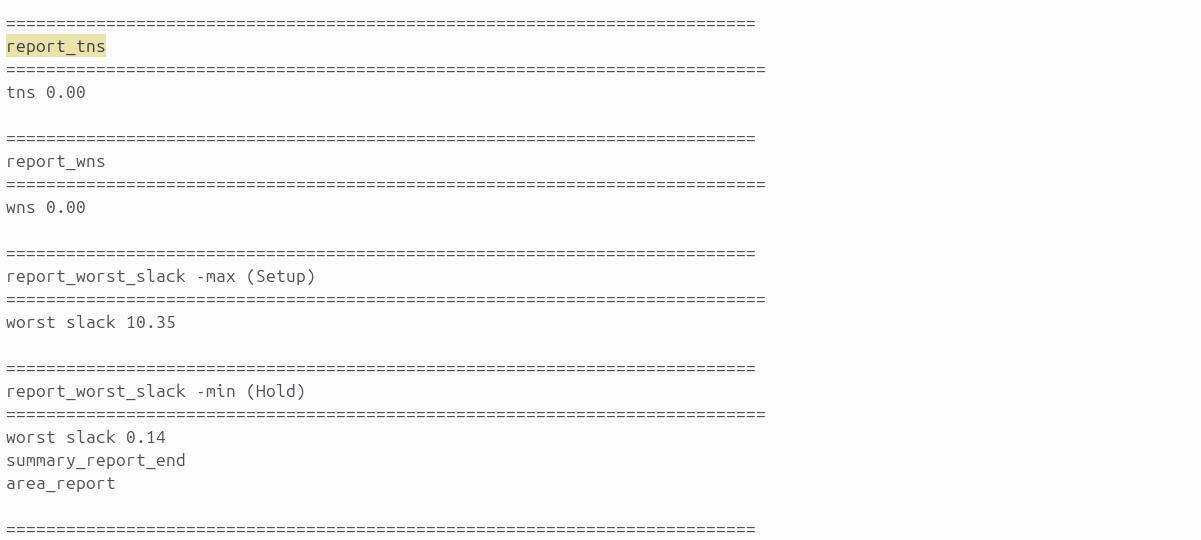 ===========================================================================
report_tns
============================================================================
tns 0.00
===========================================================================
report_wns
============================================================================
wns 0.00
===========================================================================
report_worst_slack -max (Setup)
============================================================================
worst slack 10.35
===========================================================================
report_worst_slack -min (Hold)
============================================================================
worst slack 0.14
summary_report_end
area_report
===========================================================================